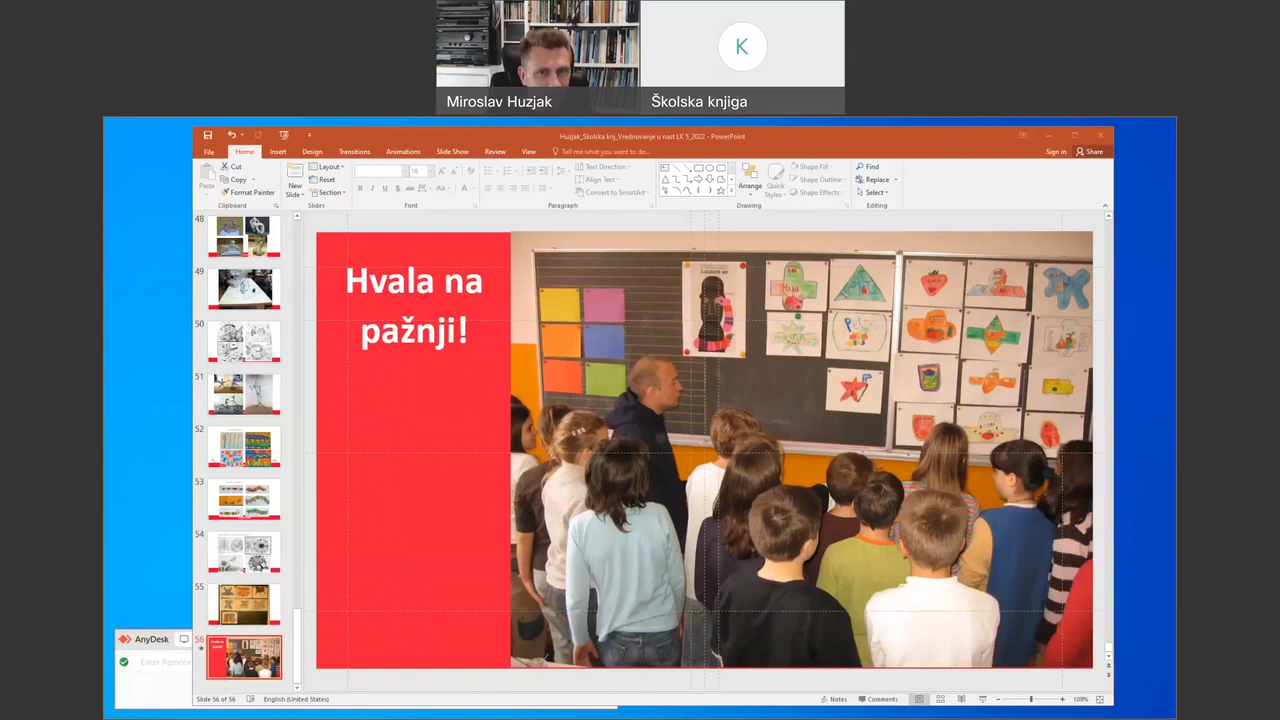 K
Miroslav Huzjak
Školska knjiga
Huzjak_Skolska knj_Vrednovanje u nast LK 5_2022 - PowerPoint
File Home Insert Design Transitions Animations Slide Show Review View Tell me what you want to do... Sign in Share
Paste
Cut
Copy
Format Painter
Clipboard
New
Slide
Layout
Reset
Section
Slides
16
Font
Text Direction
Align Text
Convert to SmartArt
Paragraph
Arrange
Quick
Styles
Shape Fill
Shape Outline
Shape Effects
Drawing
Find
Replace
Select
Editing
48
49
50
51
52
53
54
55
56
Hvala na
pažnji!
AnyDesk
Enter Remote
Slide 56 of 56 English (United States) Notes Comments 109%